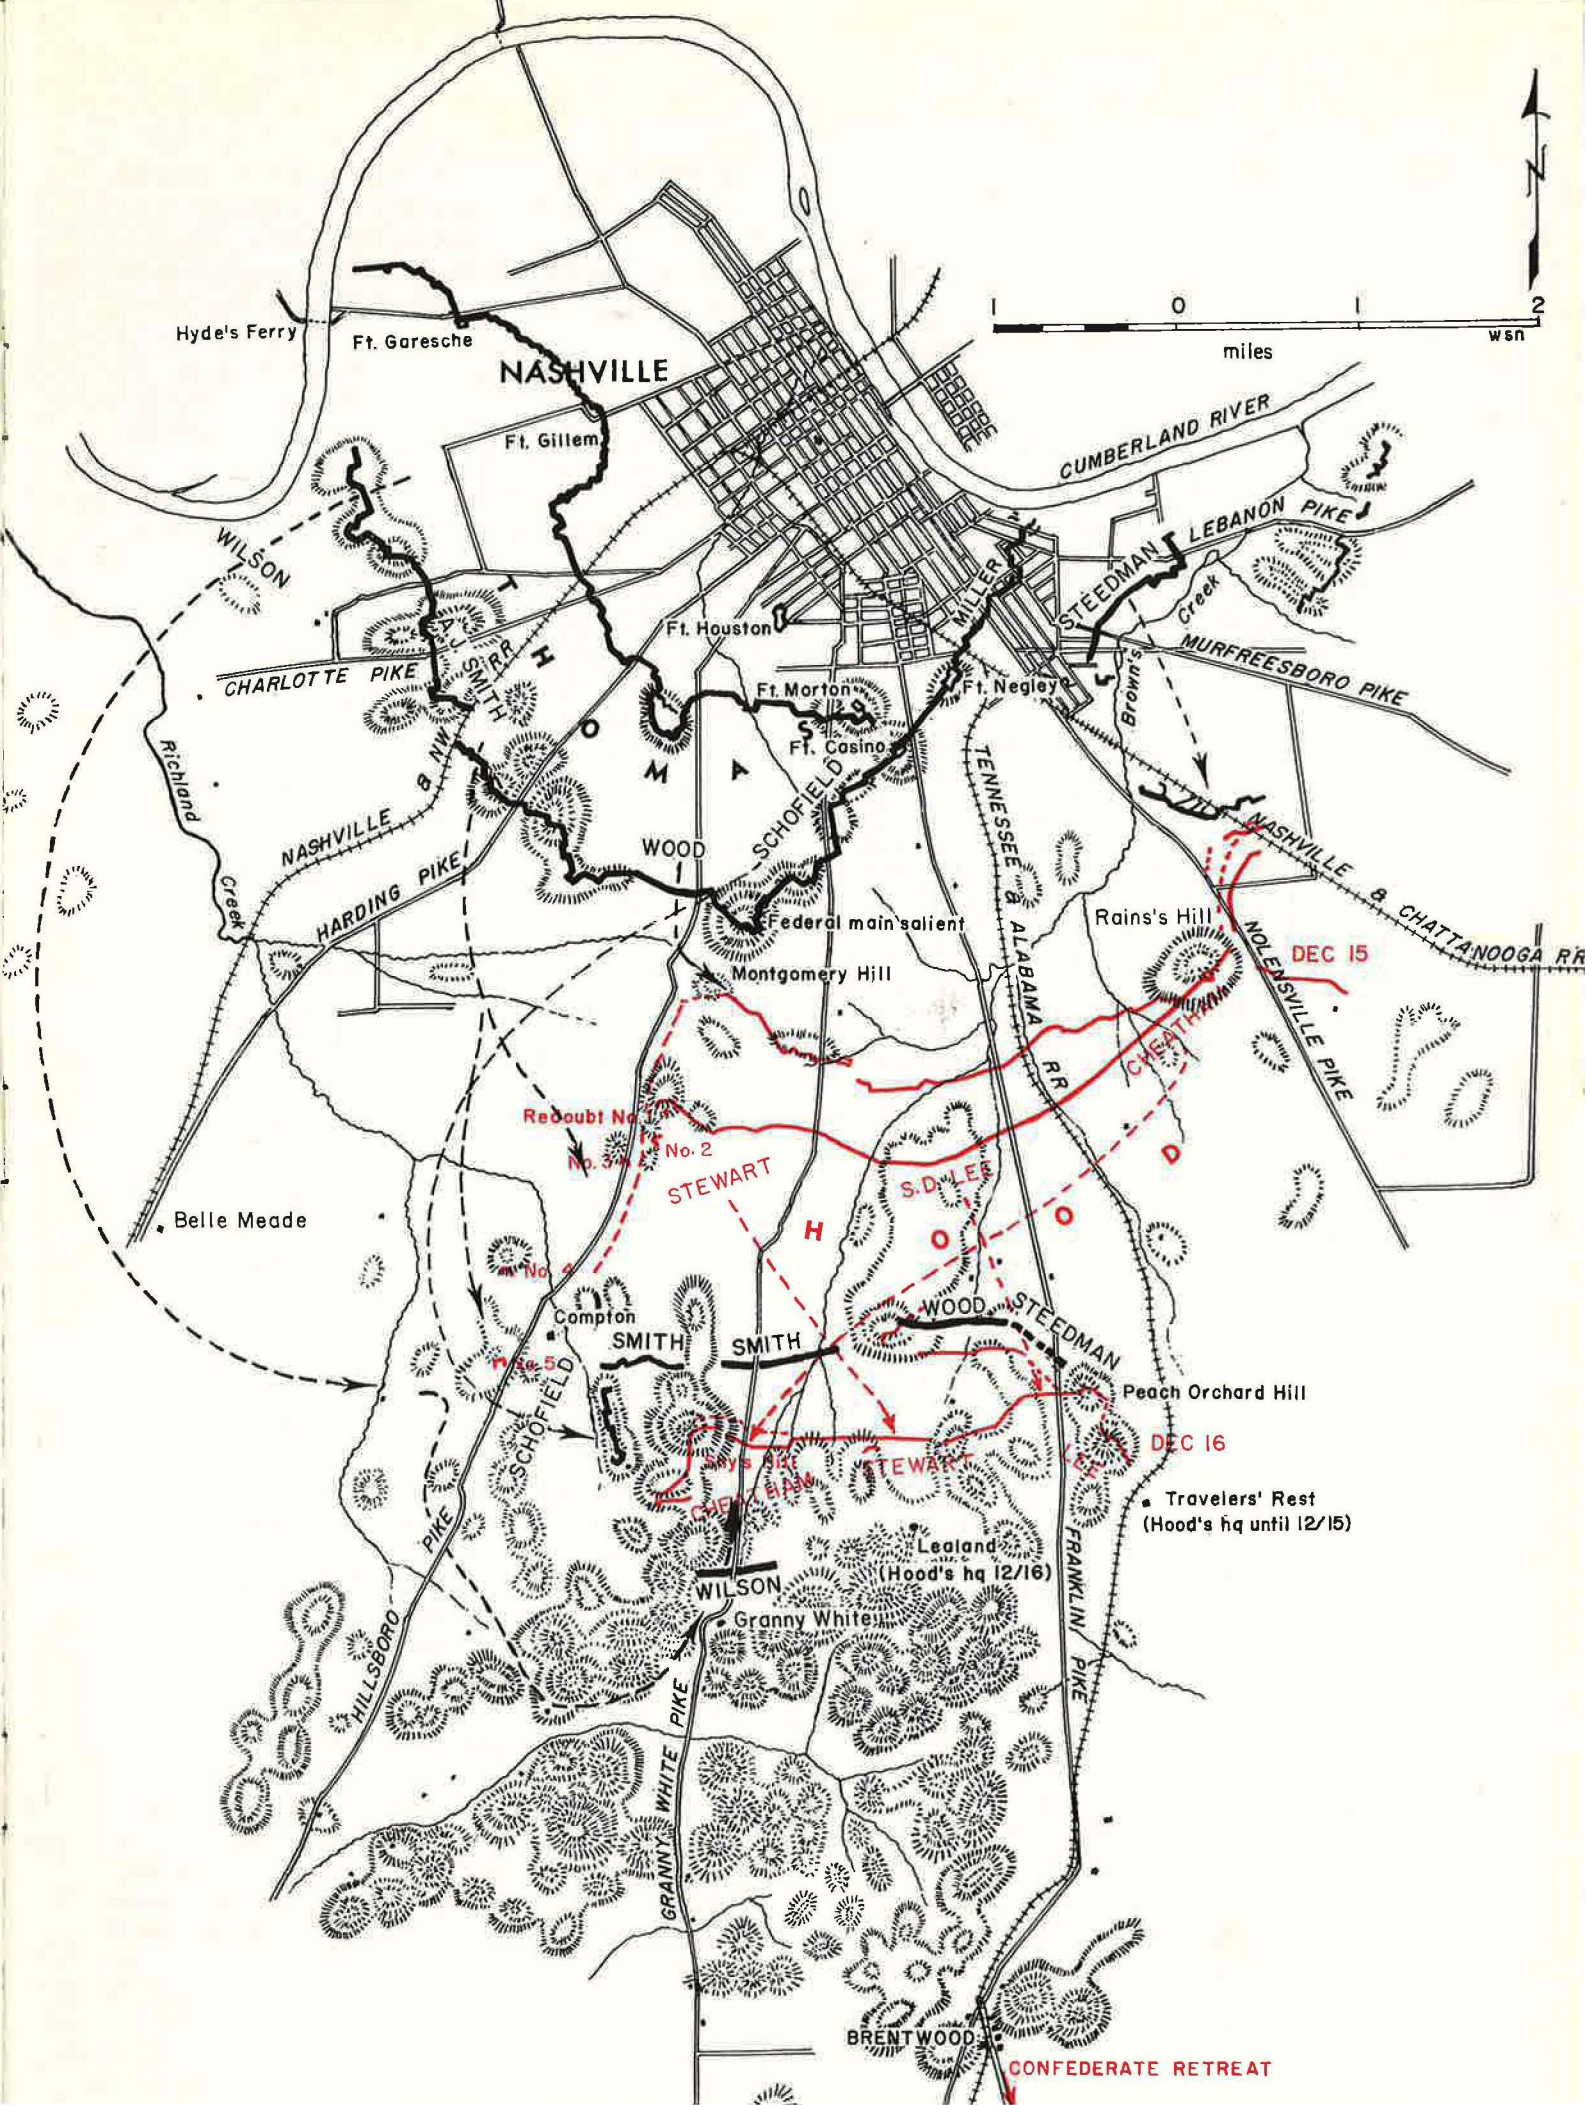 N
1 0 1 2
wsn
miles
Hyde's Ferry
Ft. Garesche
NASHVILLE
Ft. Gillem
CUMBERLAND RIVER
LEBANON PIKE
WILSON
MILLER
STEEDMAN
Creek
Brown's
MURFREESBORO PIKE
Ft. Houston
T H O M A S
A.J. SMITH
RR
CHARLOTTE PIKE
Ft. Morton
Ft. Negley
Ft. Casino
Richland
Creek
NASHVILLE & NW
HARDING PIKE
WOOD
SCHOFIELD
TENNESSEE & ALABAMA RR
NASHVILLE & CHATTANOOGA RR
Federal main salient
Rains's Hill
NOLENSVILLE PIKE
DEC 15
Montgomery Hill
CHEATHAM
Redoubt No. 1
No. 2
No. 3
STEWART
S.D. LEE
H O O D
Belle Meade
No. 4
Compton
SMITH
SMITH
WOOD
STEEDMAN
No. 5
SCHOFIELD
Peach Orchard Hill
DEC 16
Shy's Hill
CHEATHAM
STEWART
LEE
Travelers' Rest
(Hood's hq until 12/15)
Lealand
(Hood's hq 12/16)
WILSON
Granny White
HILLSBORO PIKE
GRANNY WHITE PIKE
FRANKLIN PIKE
BRENTWOOD
CONFEDERATE RETREAT